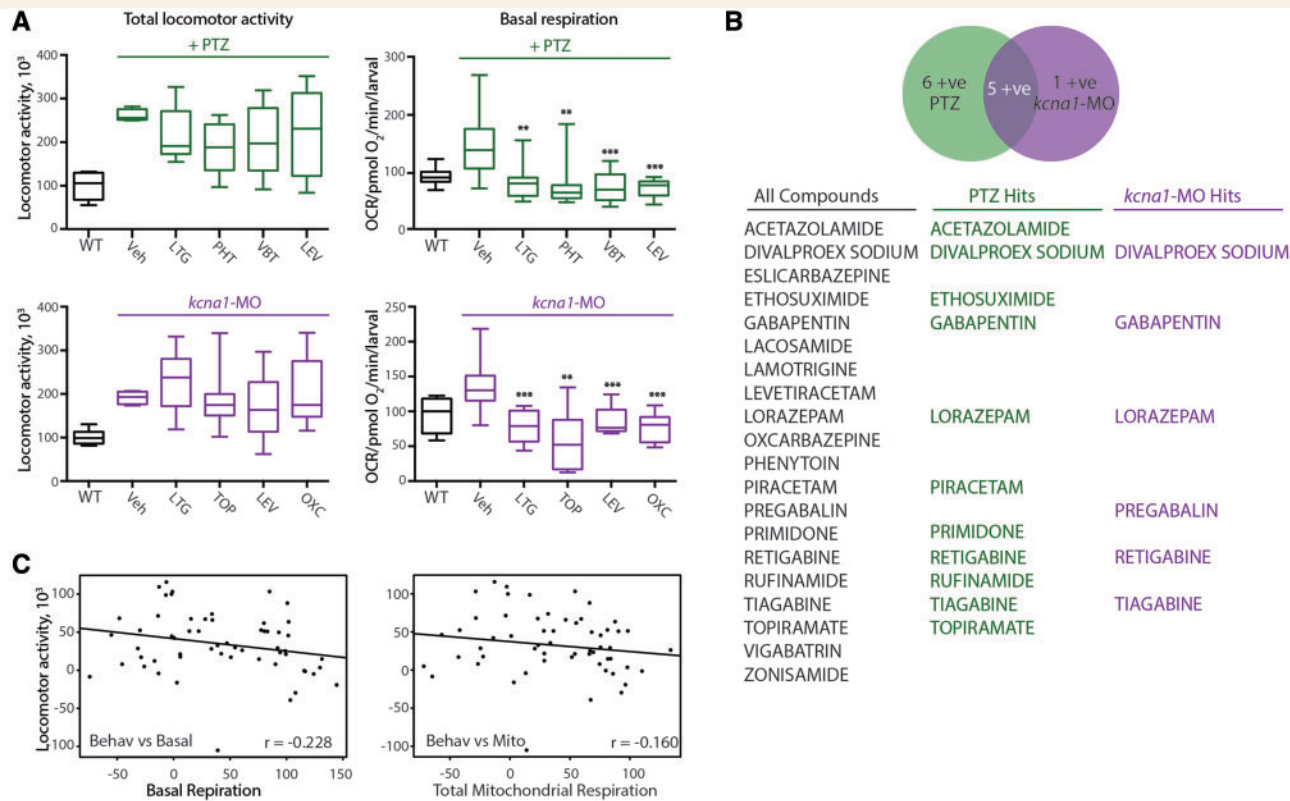 A
Total locomotor activity
+ PTZ
Locomotor activity, 10³
400
300
200
100
0
WT
Veh
LTG
PHT
VBT
LEV
Basal respiration
+ PTZ
OCR/pmol O₂/min/larval
300
200
100
0
**
**
***
***
WT
Veh
LTG
PHT
VBT
LEV
kcna1-MO
Locomotor activity, 10³
400
300
200
100
0
WT
Veh
LTG
TOP
LEV
OXC
kcna1-MO
OCR/pmol O₂/min/larval
250
200
150
100
50
0
***
**
***
***
WT
Veh
LTG
TOP
LEV
OXC
B
6 +ve
PTZ
5 +ve
1 +ve
kcna1-MO
All Compounds PTZ Hits kcna1-MO Hits
ACETAZOLAMIDE ACETAZOLAMIDE
DIVALPROEX SODIUM DIVALPROEX SODIUM DIVALPROEX SODIUM
ESLICARBAZEPINE
ETHOSUXIMIDE ETHOSUXIMIDE
GABAPENTIN GABAPENTIN GABAPENTIN
LACOSAMIDE
LAMOTRIGINE
LEVETIRACETAM
LORAZEPAM LORAZEPAM LORAZEPAM
OXCARBAZEPINE
PHENYTOIN
PIRACETAM PIRACETAM
PREGABALIN PREGABALIN
PRIMIDONE PRIMIDONE
RETIGABINE RETIGABINE RETIGABINE
RUFINAMIDE RUFINAMIDE
TIAGABINE TIAGABINE TIAGABINE
TOPIRAMATE TOPIRAMATE
VIGABATRIN
ZONISAMIDE
C
Locomotor activity, 10³
100
50
0
-50
-100
Behav vs Basal r = -0.228
-50 0 50 100 150
Basal Repiration
100
50
0
-50
-100
Behav vs Mito r = -0.160
-50 0 50 100
Total Mitochondrial Respiration